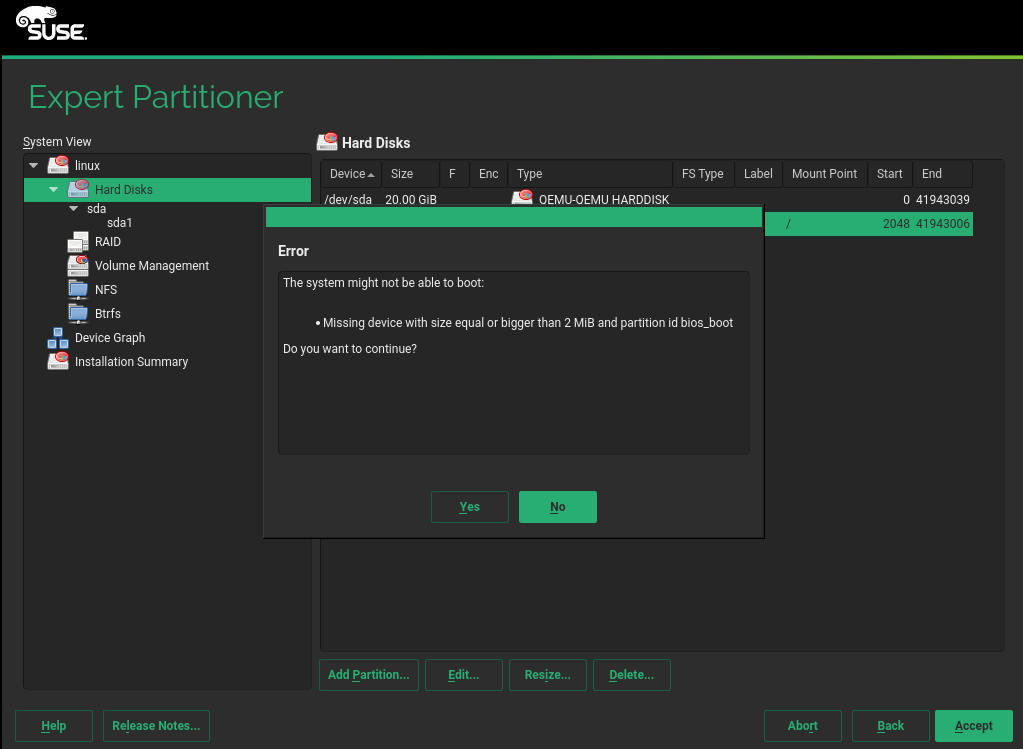 SUSE.
Expert Partitioner
System View
linux
Hard Disks
sda
sda1
RAID
Volume Management
NFS
Btrfs
Device Graph
Installation Summary
Hard Disks
Device Size F Enc Type FS Type Label Mount Point Start End
/dev/sda 20.00 GiB QEMU-QEMU HARDDISK 0 41943039
/ 2048 41943006
Error
The system might not be able to boot:
• Missing device with size equal or bigger than 2 MiB and partition id bios_boot
Do you want to continue?
Yes No
Add Partition... Edit... Resize... Delete...
Help Release Notes... Abort Back Accept